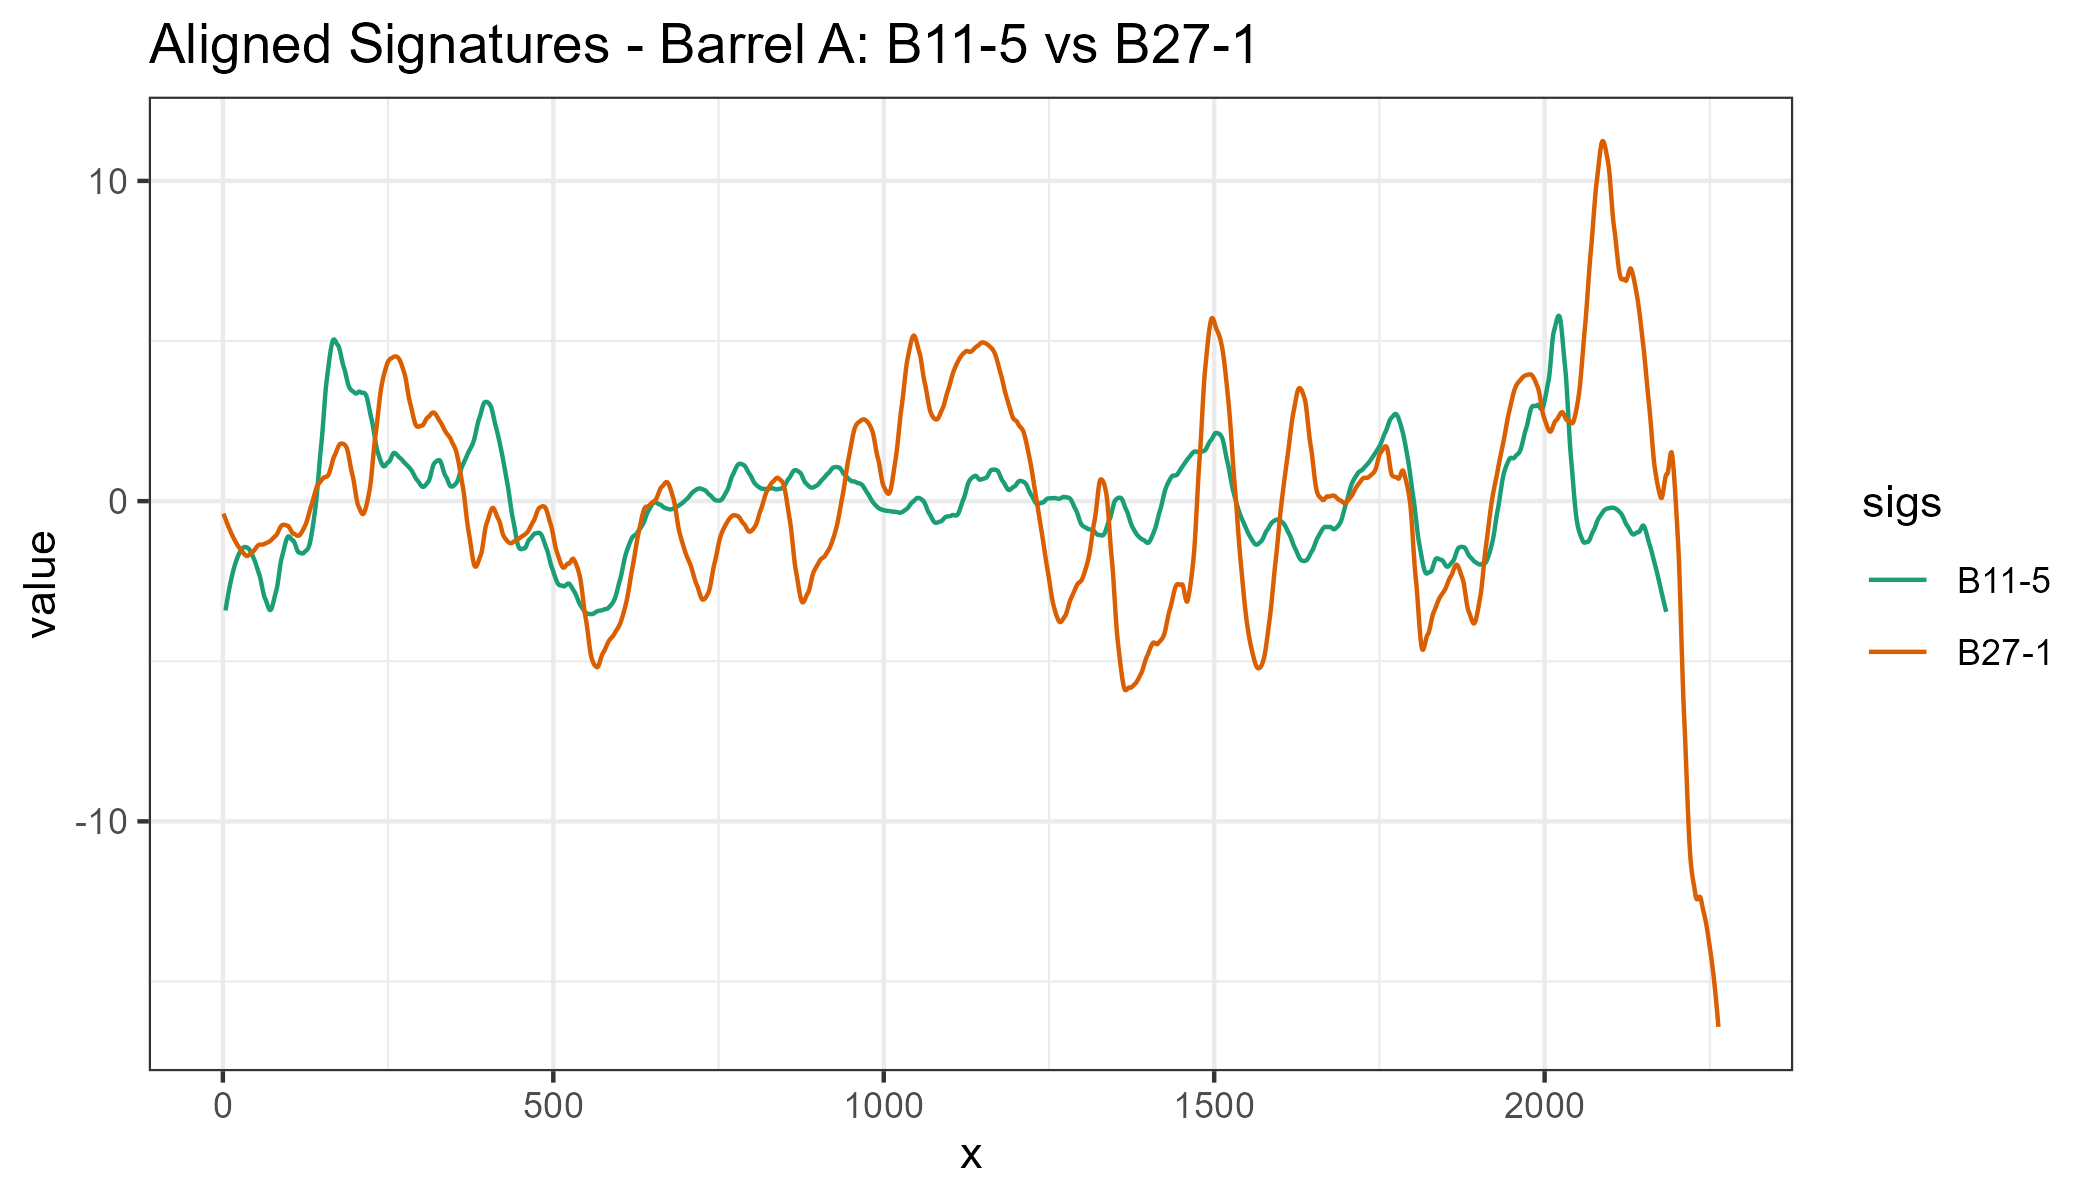 Aligned Signatures - Barrel A: B11-5 vs B27-1
10
0
-10
value
0 500 1000 1500 2000
x
sigs
B11-5
B27-1